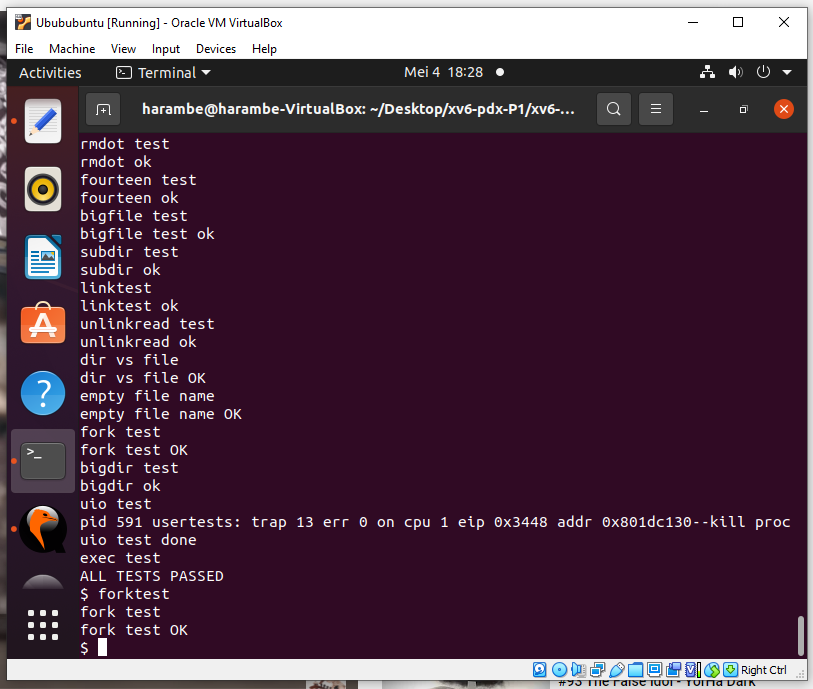 Ubububuntu [Running] - Oracle VM VirtualBox
File Machine View Input Devices Help
Activities Terminal Mei 4 18:28
harambe@harambe-VirtualBox: ~/Desktop/xv6-pdx-P1/xv6-...
rmdot test
rmdot ok
fourteen test
fourteen ok
bigfile test
bigfile test ok
subdir test
subdir ok
linktest
linktest ok
unlinkread test
unlinkread ok
dir vs file
dir vs file OK
empty file name
empty file name OK
fork test
fork test OK
bigdir test
bigdir ok
uio test
pid 591 usertests: trap 13 err 0 on cpu 1 eip 0x3448 addr 0x801dc130--kill proc
uio test done
exec test
ALL TESTS PASSED
$ forktest
fork test
fork test OK
$
Right Ctrl
#93 The False Idol - YoRHa Dark